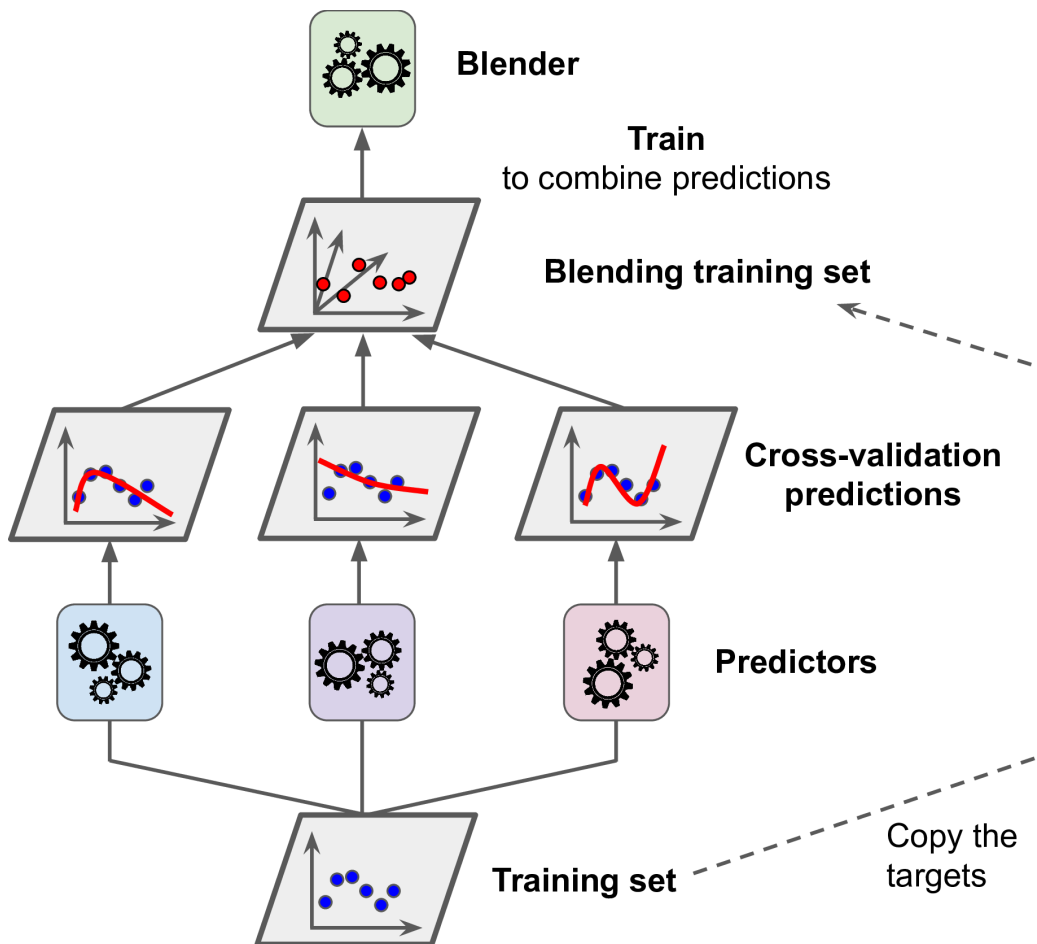 Blender
Train
to combine predictions
Blending training set
Cross-validation
predictions
Predictors
Copy the
targets
Training set